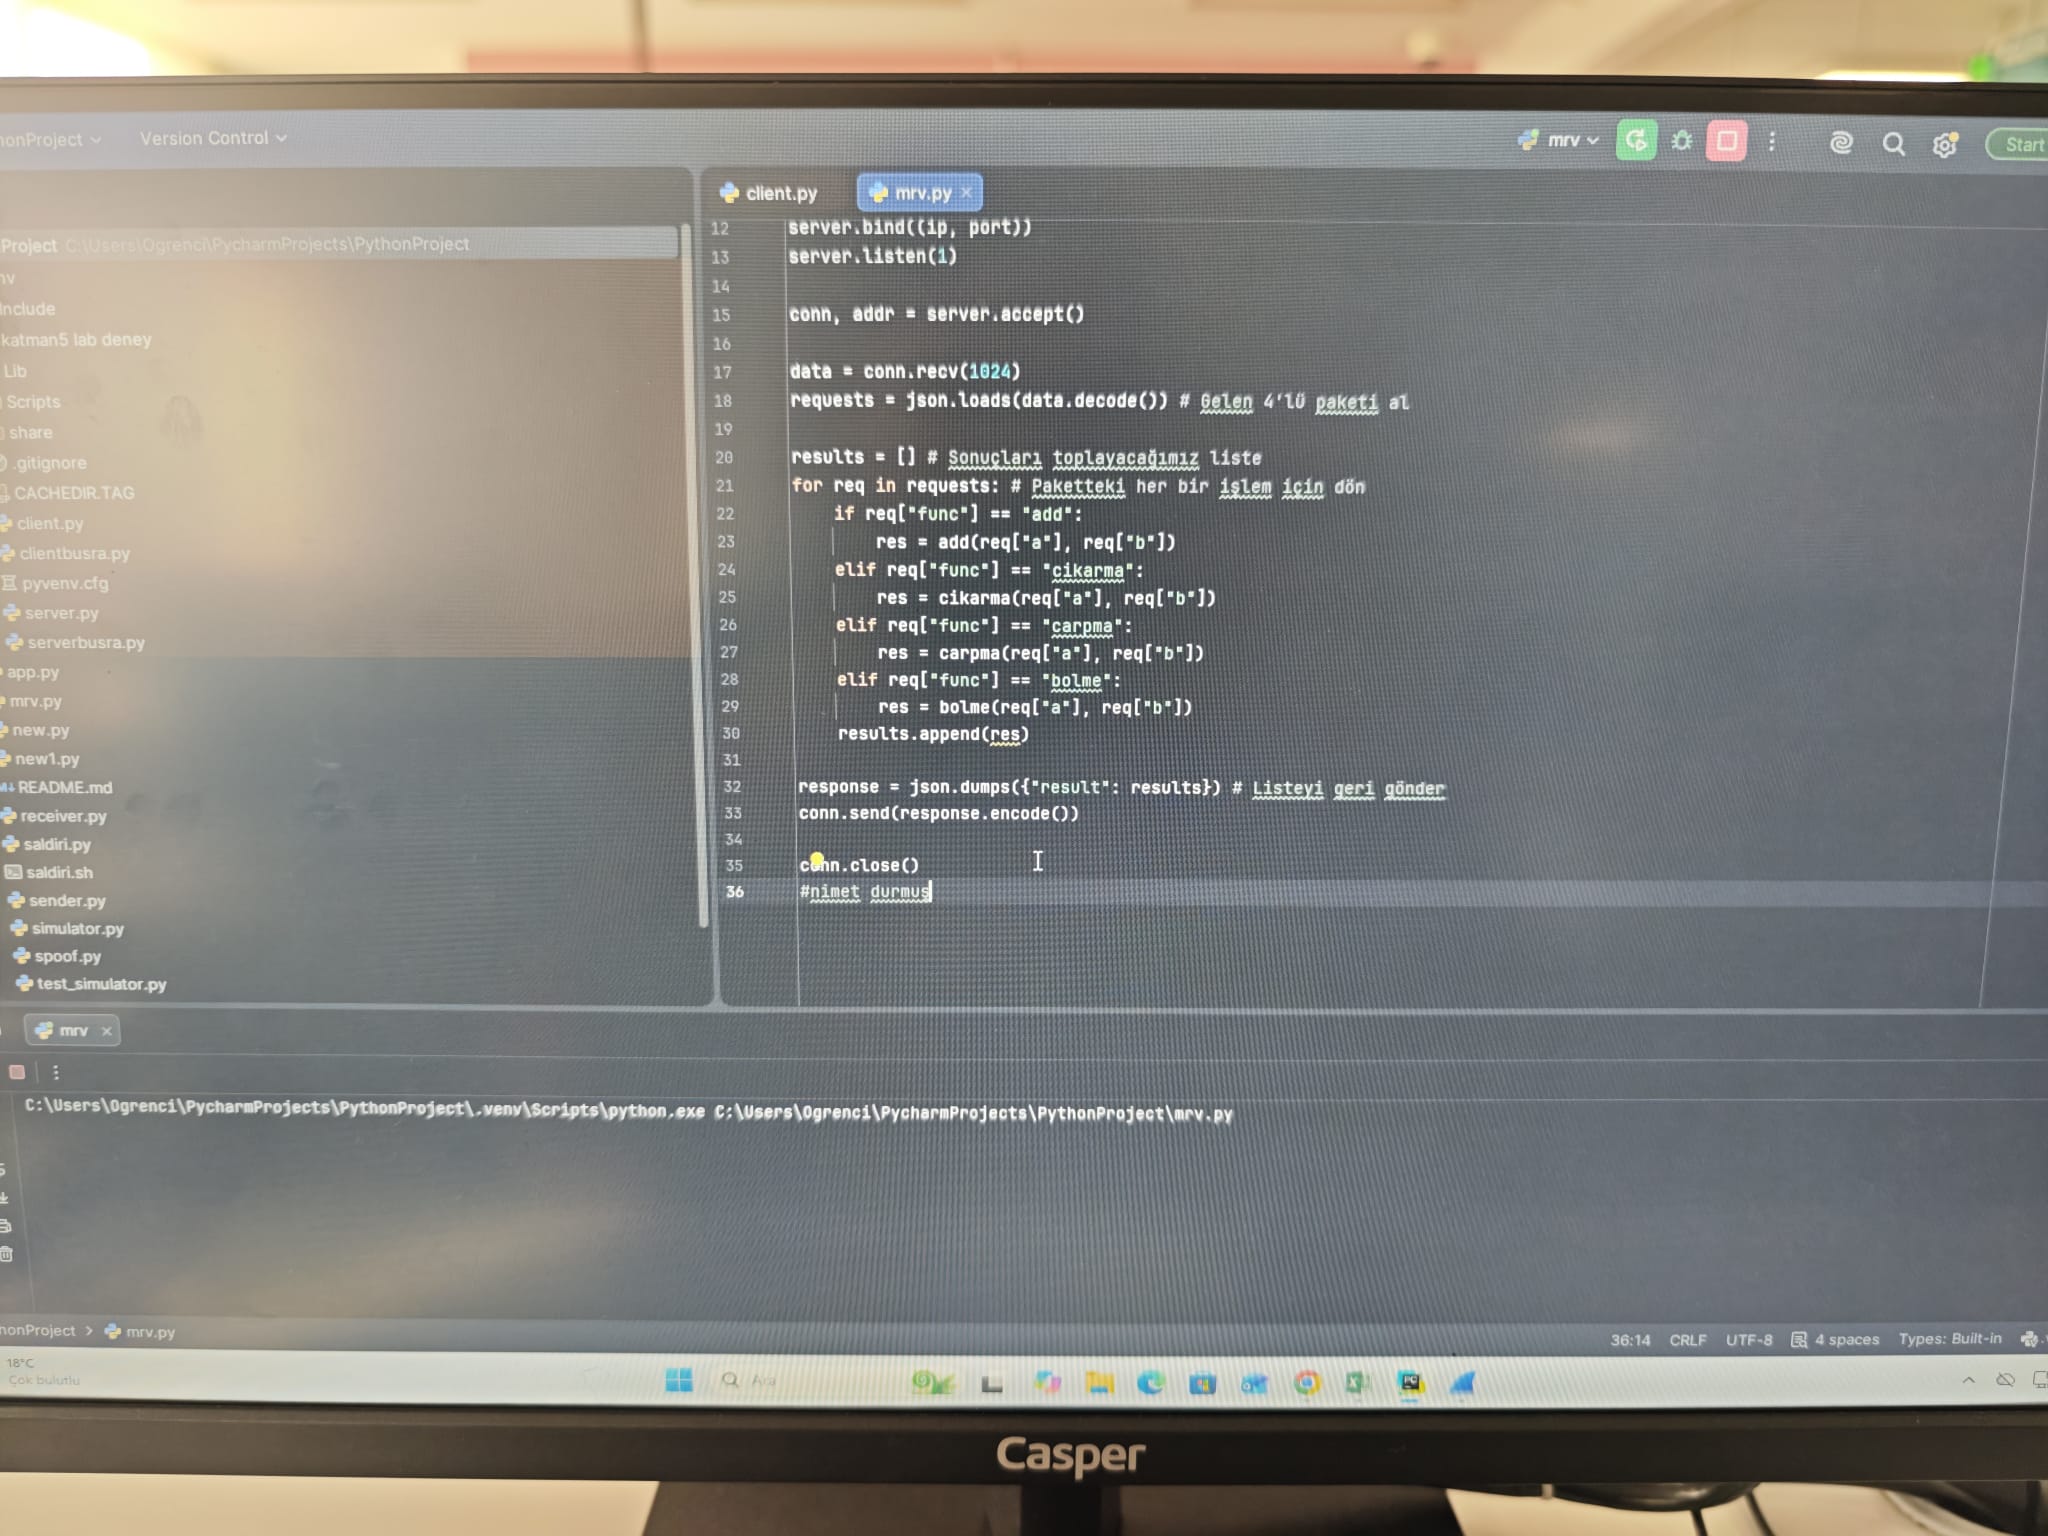 Version Control
mrv
Start
Project C:\Users\Ogrenci\PycharmProjects\PythonProject
katman5 lab deney
Lib
Scripts
share
.gitignore
CACHEDIR.TAG
client.py
clientbusra.py
pyvenv.cfg
server.py
serverbusra.py
app.py
mrv.py
new.py
new1.py
README.md
receiver.py
saldiri.py
saldiri.sh
sender.py
simulator.py
spoof.py
test_simulator.py
client.py mrv.py
12 server.bind((ip, port))
13 server.listen(1)
14
15 conn, addr = server.accept()
16
17 data = conn.recv(1024)
18 requests = json.loads(data.decode()) # Gelen 4'lü paketi al
19
20 results = [] # Sonuçları toplayacağımız liste
21 for req in requests: # Paketteki her bir işlem için dön
22 if req["func"] == "add":
23 res = add(req["a"], req["b"])
24 elif req["func"] == "cikarma":
25 res = cikarma(req["a"], req["b"])
26 elif req["func"] == "carpma":
27 res = carpma(req["a"], req["b"])
28 elif req["func"] == "bolme":
29 res = bolme(req["a"], req["b"])
30 results.append(res)
31
32 response = json.dumps({"result": results}) # Listeyi geri gönder
33 conn.send(response.encode())
34
35 conn.close()
36 #nimet durmuş
mrv
C:\Users\Ogrenci\PycharmProjects\PythonProject\.venv\Scripts\python.exe C:\Users\Ogrenci\PycharmProjects\PythonProject\mrv.py
mrv.py
36:14 CRLF UTF-8 4 spaces Types: Built-in
18°C
Çok bulutlu
Ara
Casper